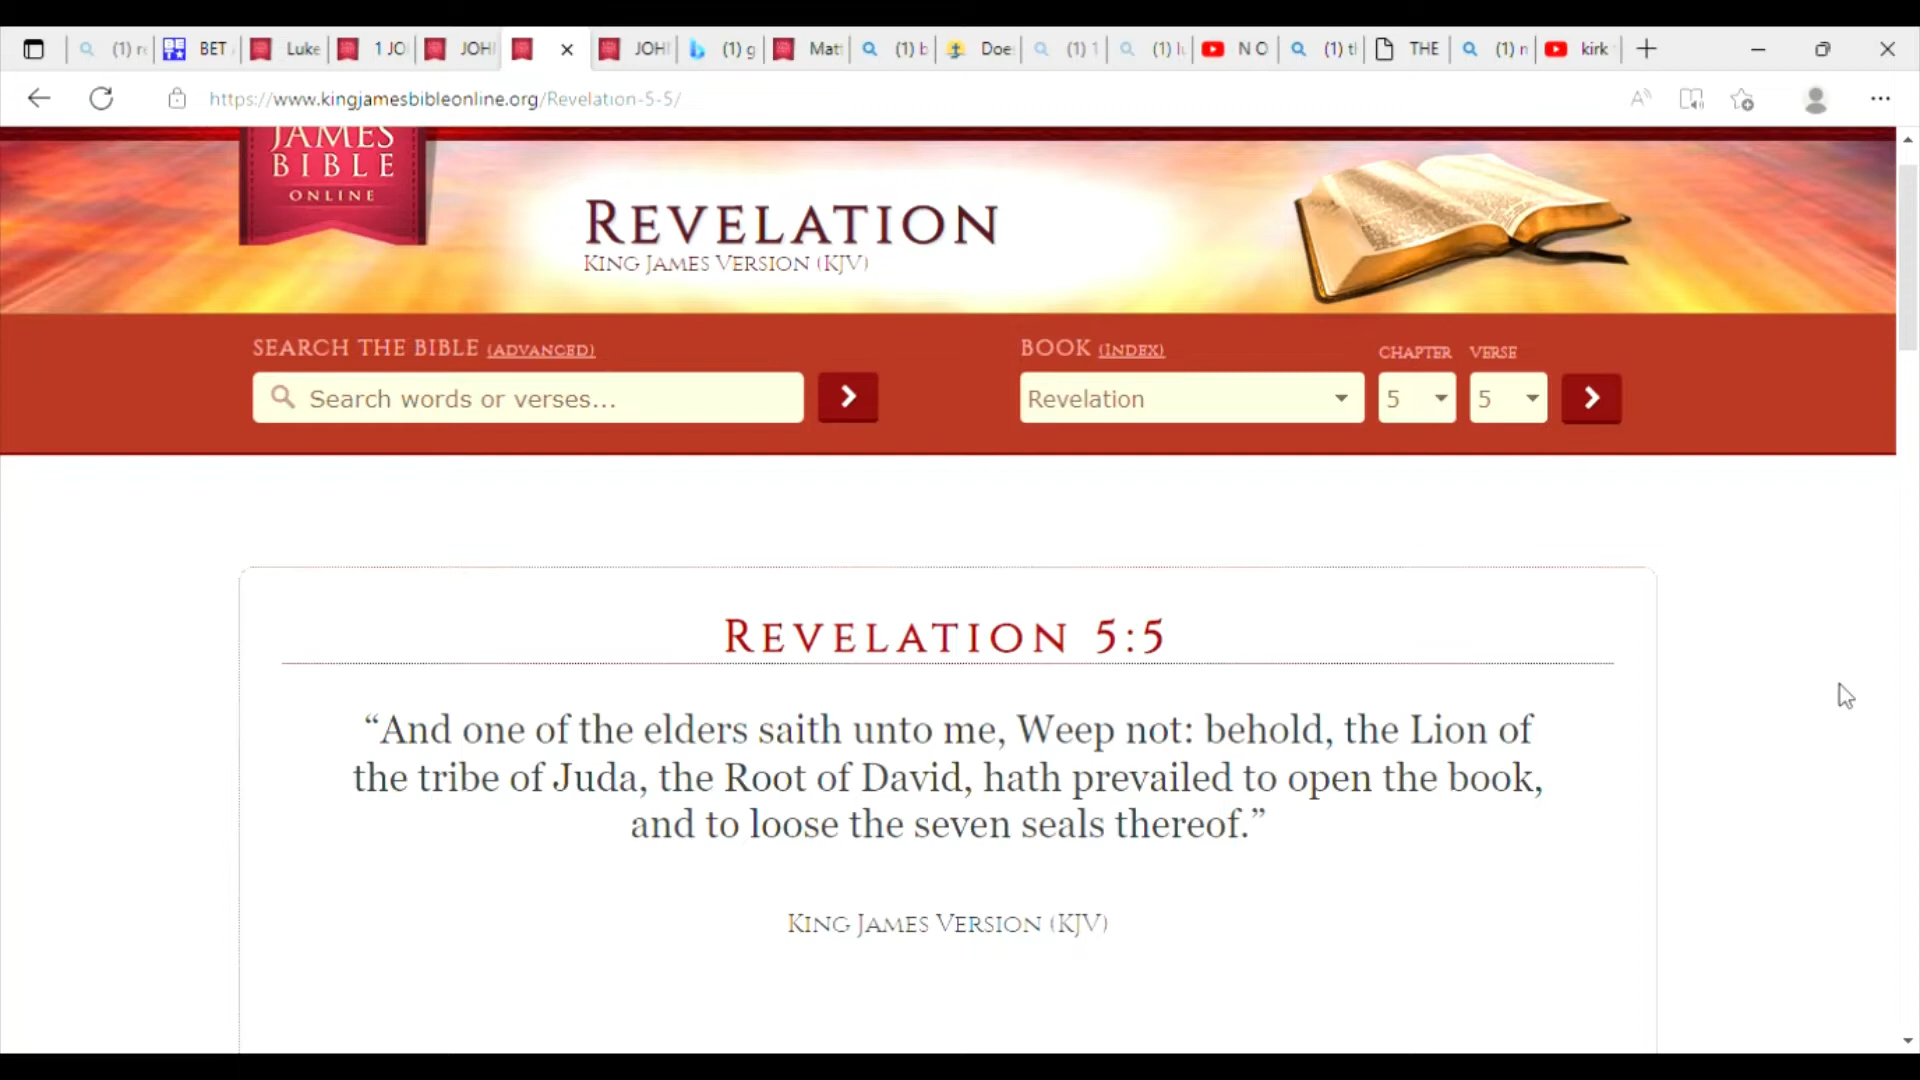 BET
Luke
1 JO
JOH
JOH
Mat
Doe
N O
THE
kirk
https://www.kingjamesbibleonline.org/Revelation-5-5/
JAMES
BIBLE
ONLINE
REVELATION
KING JAMES VERSION (KJV)
SEARCH THE BIBLE (ADVANCED)
BOOK (INDEX)
CHAPTER VERSE
Search words or verses...
Revelation
5
5
REVELATION 5:5
“And one of the elders saith unto me, Weep not: behold, the Lion of
the tribe of Juda, the Root of David, hath prevailed to open the book,
and to loose the seven seals thereof.”
KING JAMES VERSION (KJV)